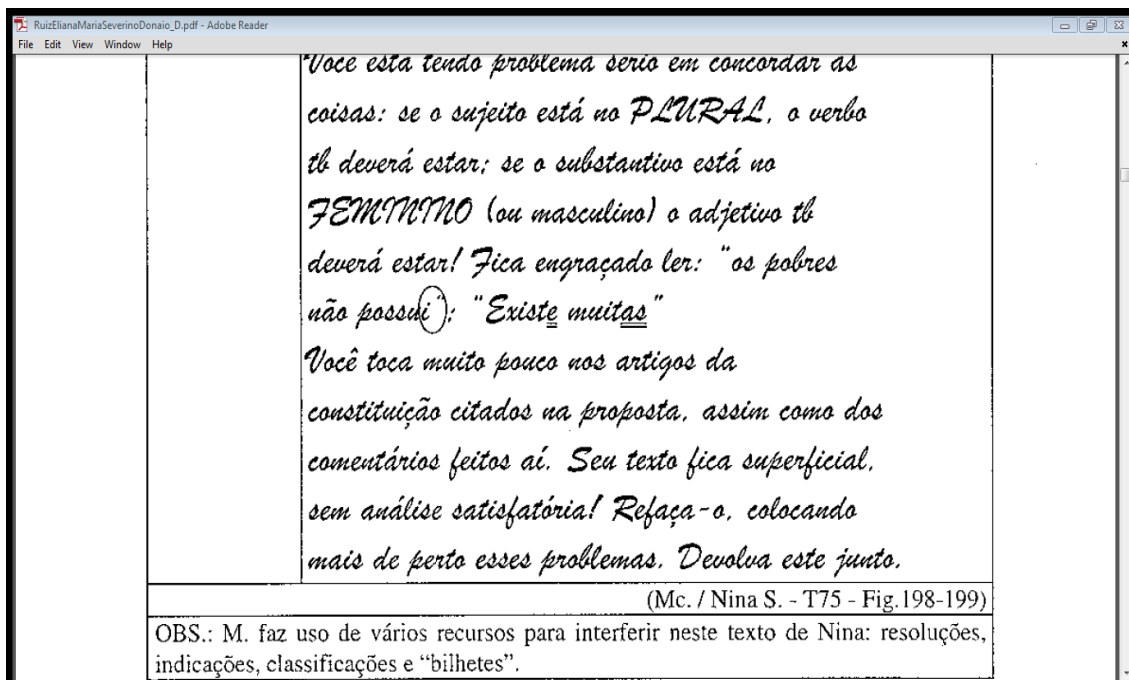 RuizElianaMariaSeverinoDonaio_D.pdf - Adobe Reader
File Edit View Window Help
Você está tendo problema sério em concordar as
coisas: se o sujeito está no PLURAL, o verbo
tb deverá estar; se o substantivo está no
FEMININO (ou masculino) o adjetivo tb
deverá estar! Fica engraçado ler: "os pobres
não possui"; "Existe muitas"
Você toca muito pouco nos artigos da
constituição citados na proposta, assim como dos
comentários feitos aí. Seu texto fica superficial,
sem análise satisfatória! Refaça-o, colocando
mais de perto esses problemas. Devolva este junto.
(Mc. / Nina S. - T75 - Fig.198-199)
OBS.: M. faz uso de vários recursos para interferir neste texto de Nina: resoluções,
indicações, classificações e "bilhetes".